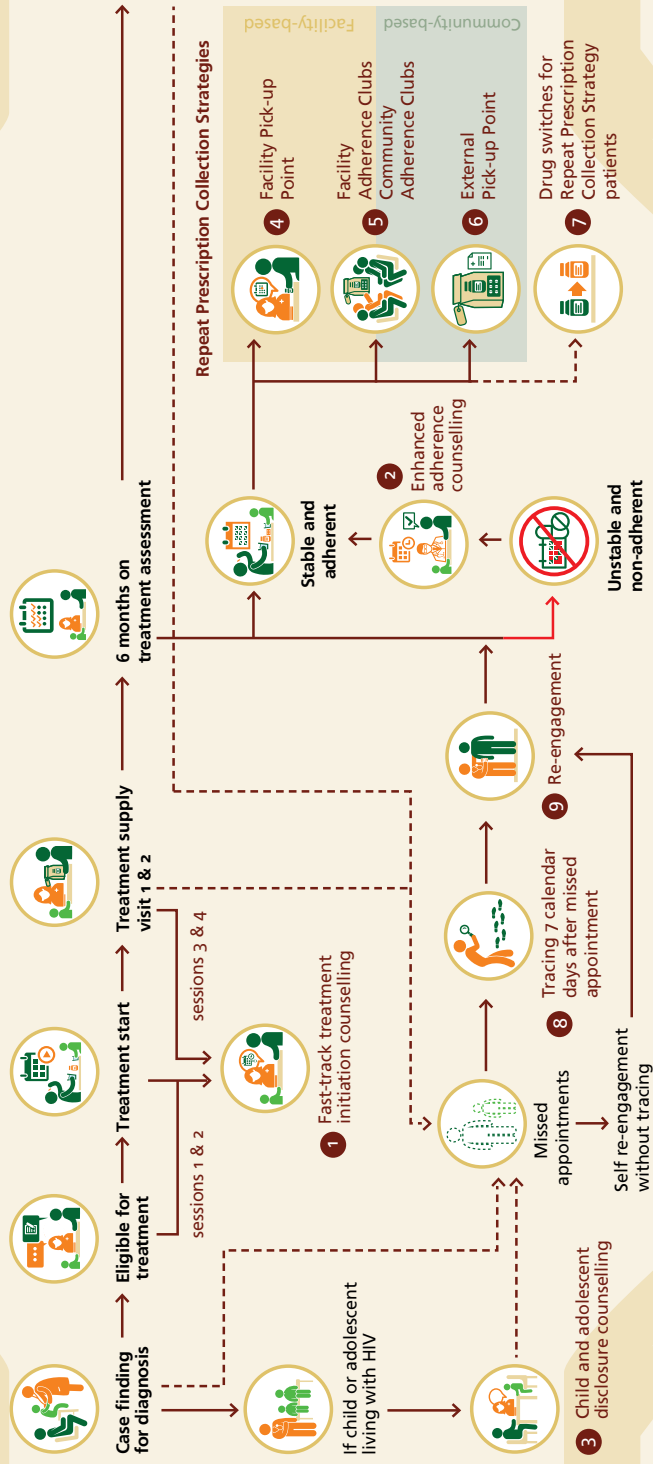 Case finding
for diagnosis
Eligible for
treatment
Treatment start
Treatment supply
visit 1 & 2
6 months on
treatment assessment
sessions 1 & 2
sessions 3 & 4
1
Fast-track treatment
initiation counselling
If child or adolescent
living with HIV
3
Child and adolescent
disclosure counselling
Missed
appointments
Self re-engagement
without tracing
8
Tracing 7 calendar
days after missed
appointment
9
Re-engagement
Stable and
adherent
2
Enhanced
adherence
counselling
Unstable and
non-adherent
Repeat Prescription Collection Strategies
Facility-based
Community-based
4
Facility Pick-up
Point
5
Facility
Adherence Clubs
Community
Adherence Clubs
6
External
Pick-up Point
7
Drug switches for
Repeat Prescription
Collection Strategy
patients